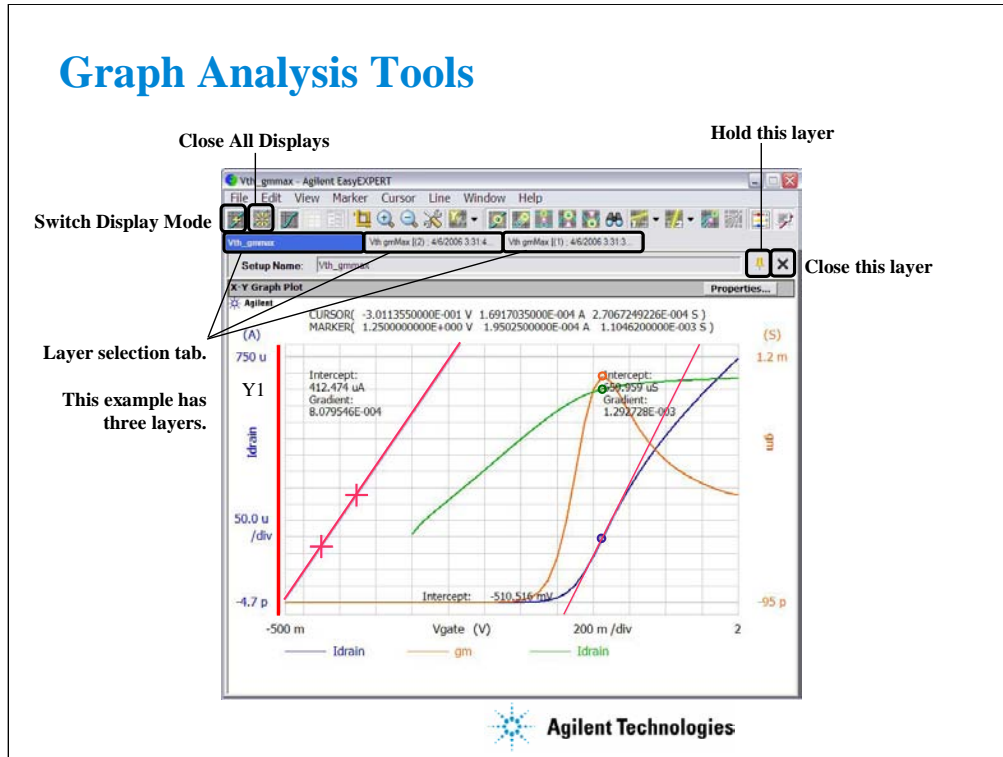 Graph Analysis Tools
Close All Displays
Hold this layer
Vth_gmmax - Agilent EasyEXPERT
File Edit View Marker Cursor Line Window Help
Switch Display Mode
Vth_gmmax
Vth gmMax [(2) ; 4/6/2006 3:31:4...
Vth gmMax [(1) ; 4/6/2006 3:31:3...
Setup Name: Vth_gmmax
Close this layer
X-Y Graph Plot
Properties...
Agilent
CURSOR( -3.0113550000E-001 V 1.6917035000E-004 A 2.7067249226E-004 S )
MARKER( 1.2500000000E+000 V 1.9502500000E-004 A 1.1046200000E-003 S )
(A)
(S)
Layer selection tab.
750 u
1.2 m
Y1
Intercept:
412.474 uA
Gradient:
8.079546E-004
Intercept:
uS
Gradient:
1.292728E-003
This example has
three layers.
Idrain
gm
50.0 u
/div
Intercept: -510.516 mV
-4.7 p
-95 p
-500 m
Vgate (V)
200 m /div
2
Idrain
gm
Idrain
Agilent Technologies